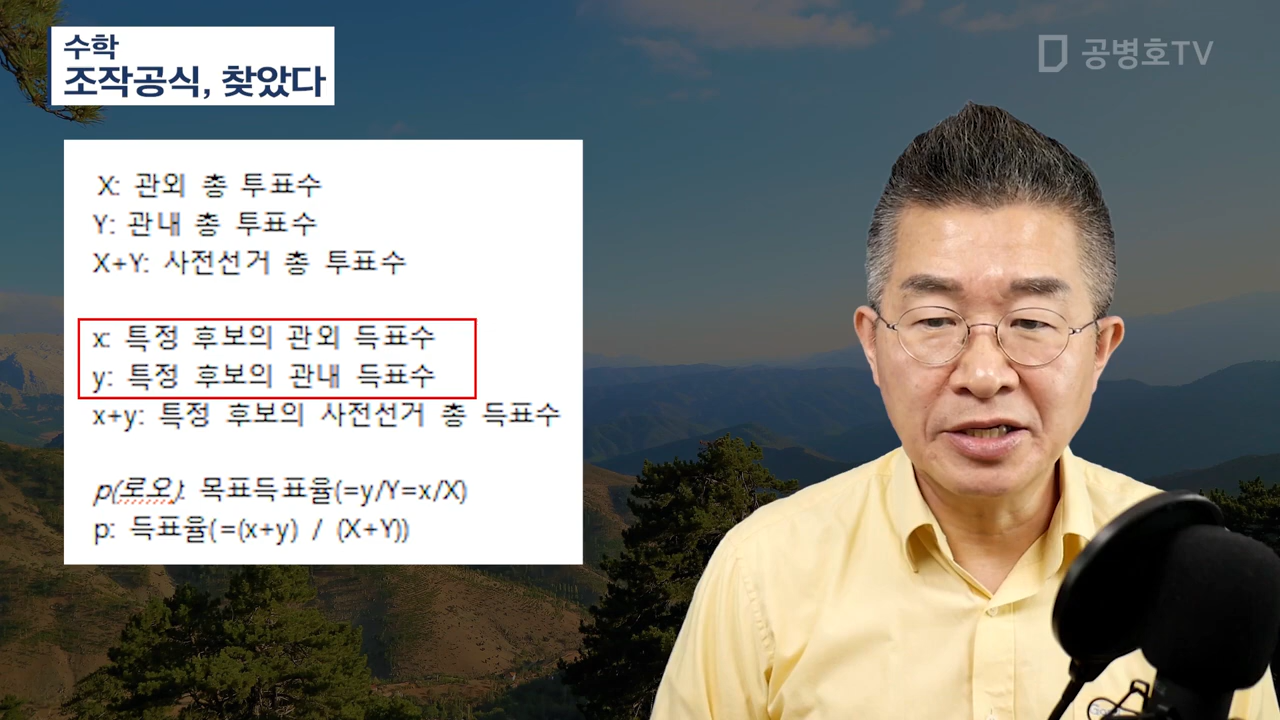 수학
조작공식, 찾았다
공병호TV
X: 관외 총 투표수
Y: 관내 총 투표수
X+Y: 사전선거 총 투표수
x: 특정 후보의 관외 득표수
y: 특정 후보의 관내 득표수
x+y: 특정 후보의 사전선거 총 득표수
p(로오): 목표득표율(=y/Y=x/X)
p: 득표율(=(x+y) / (X+Y))